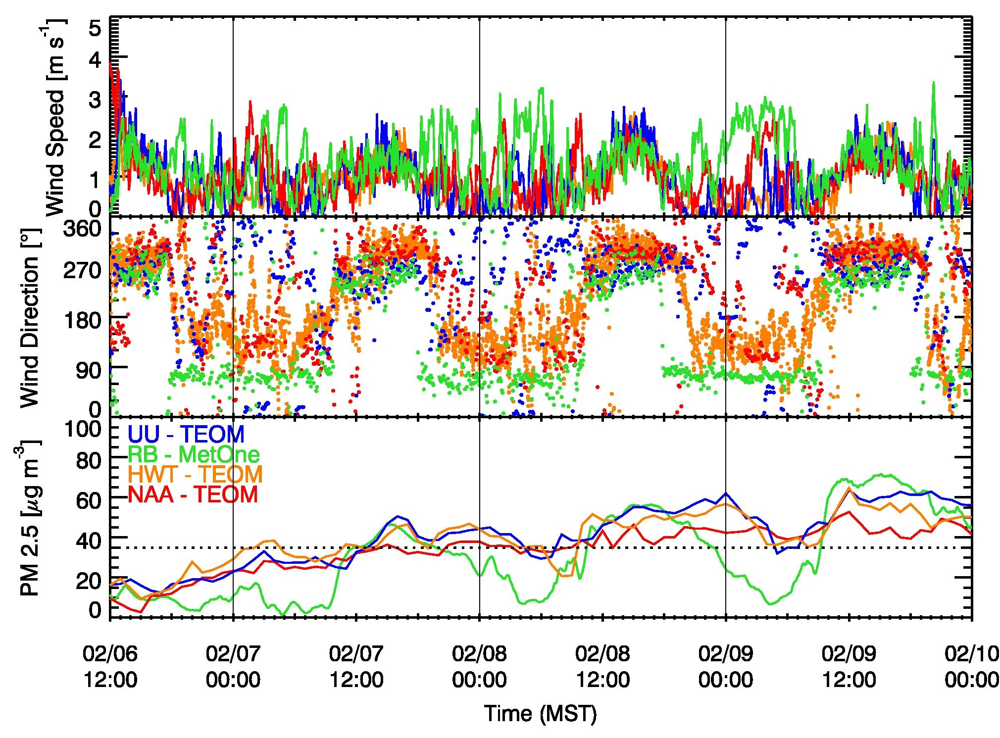 Wind Speed [m s-1]
5
4
3
2
1
0
Wind Direction [°]
360
270
180
90
0
PM 2.5 [μg m-3]
100
80
60
40
20
0
UU - TEOM
RB - MetOne
HWT - TEOM
NAA - TEOM
02/06 02/07 02/07 02/08 02/08 02/09 02/09 02/10
12:00 00:00 12:00 00:00 12:00 00:00 12:00 00:00
Time (MST)